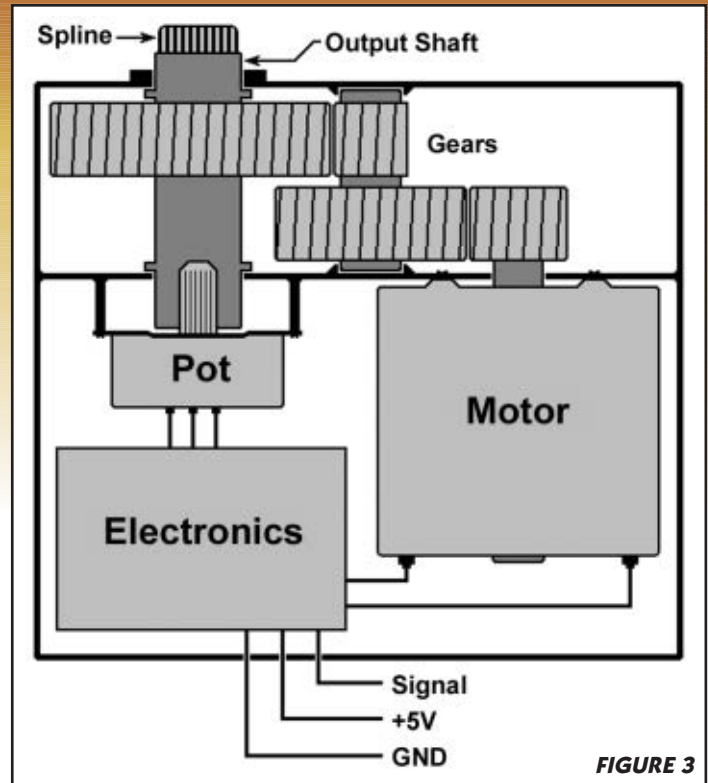 Spline
Output Shaft
Gears
Pot
Motor
Electronics
Signal
+5V
GND
FIGURE 3